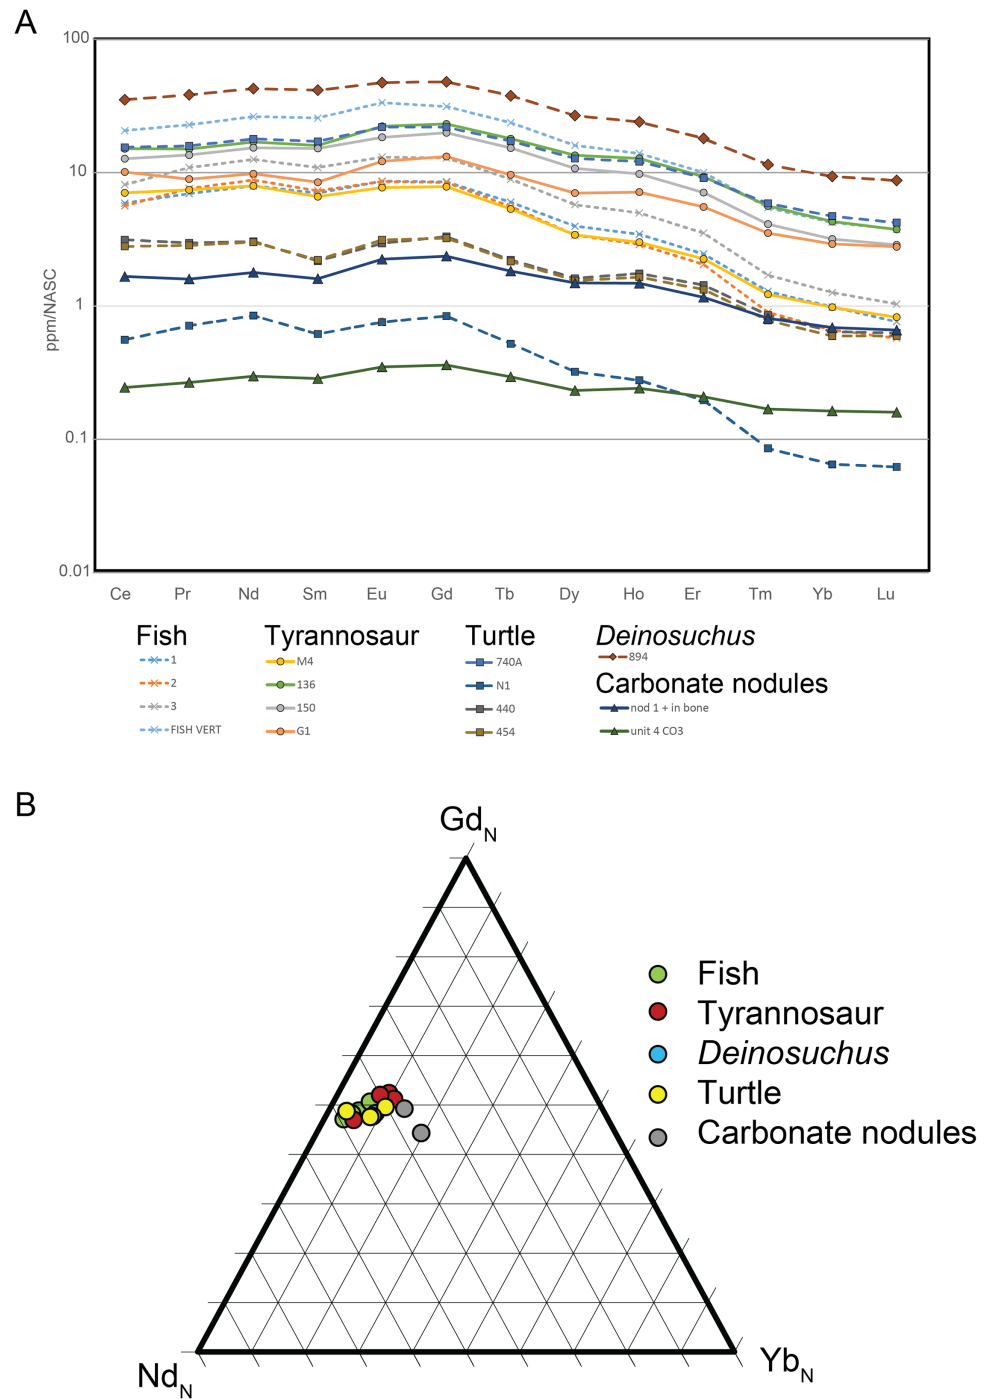 A
100
10
1
0.1
0.01
ppm/NASC
Ce Pr Nd Sm Eu Gd Tb Dy Ho Er Tm Yb Lu
Fish
1
2
3
FISH VERT
Tyrannosaur
M4
136
150
G1
Turtle
740A
N1
440
454
Deinosuchus
894
Carbonate nodules
nod 1 + in bone
unit 4 CO3
B
GdN
NdN
YbN
Fish
Tyrannosaur
Deinosuchus
Turtle
Carbonate nodules